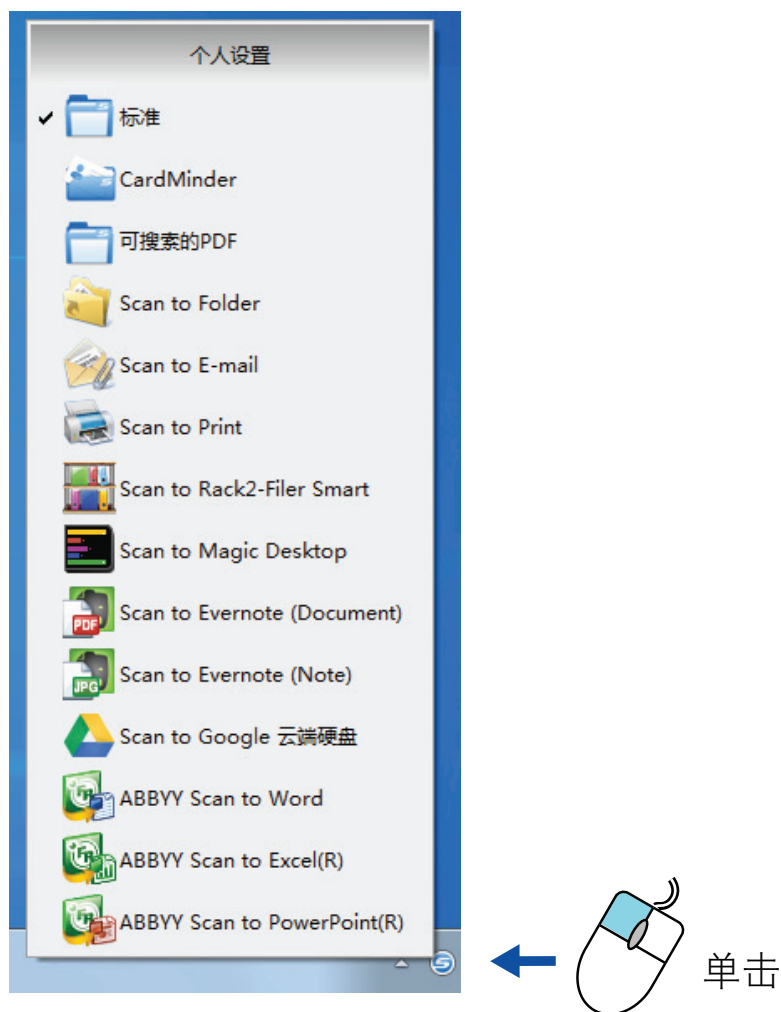 个人设置
标准
CardMinder
可搜索的PDF
Scan to Folder
Scan to E-mail
Scan to Print
Scan to Rack2-Filer Smart
Scan to Magic Desktop
PDF
Scan to Evernote (Document)
JPG
Scan to Evernote (Note)
Scan to Google 云端硬盘
ABBYY Scan to Word
ABBYY Scan to Excel(R)
ABBYY Scan to PowerPoint(R)
单击